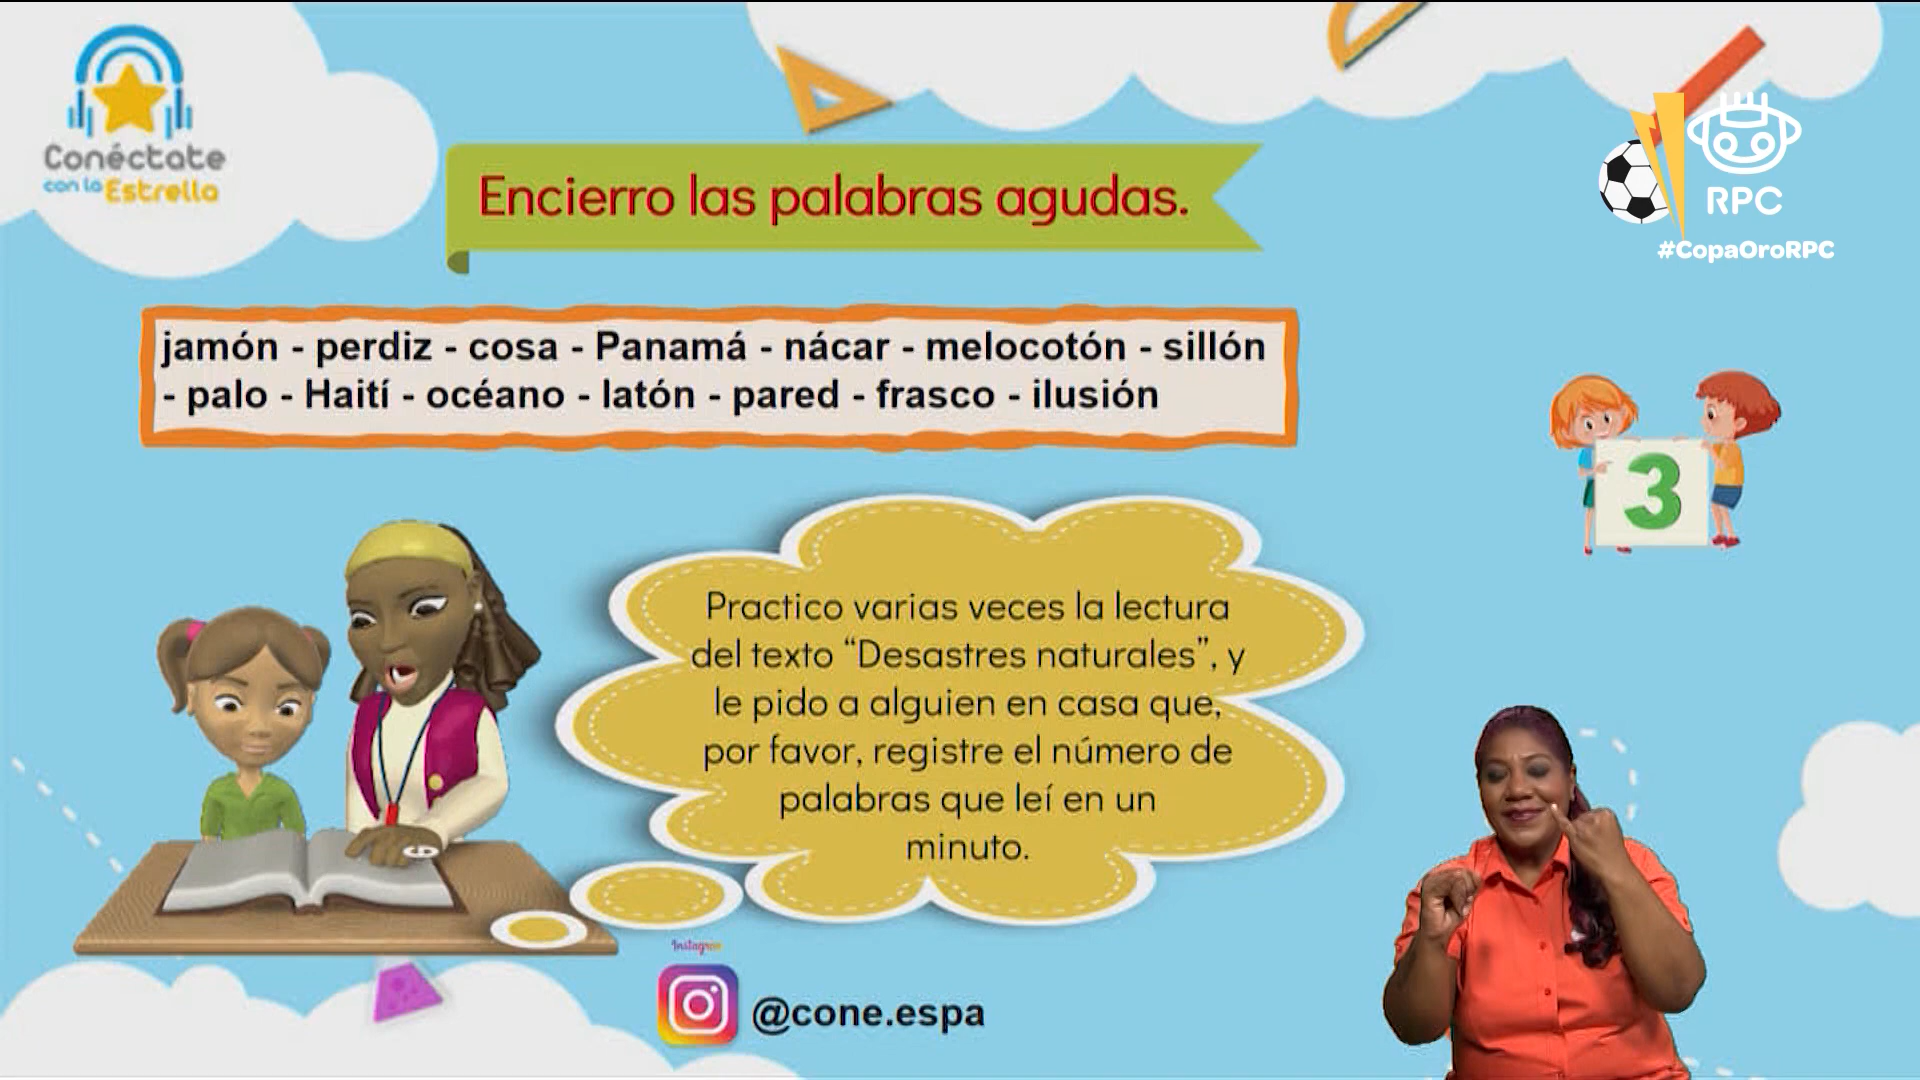 Conéctate
con la Estrella
RPC
#CopaOroRPC
Encierro las palabras agudas.
jamón - perdiz - cosa - Panamá - nácar - melocotón - sillón
- palo - Haití - océano - latón - pared - frasco - ilusión
3
Practico varias veces la lectura
del texto “Desastres naturales”, y
le pido a alguien en casa que,
por favor, registre el número de
palabras que leí en un
minuto.
Instagram
@cone.espa